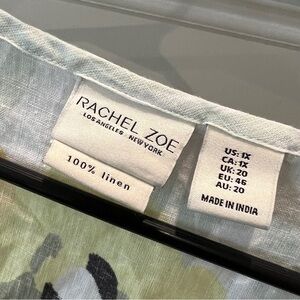 RACHEL ZOE
LOS ANGELES NEW YORK
100% linen
US: 1X
CA: 1X
UK: 20
EU: 46
AU: 20
MADE IN INDIA